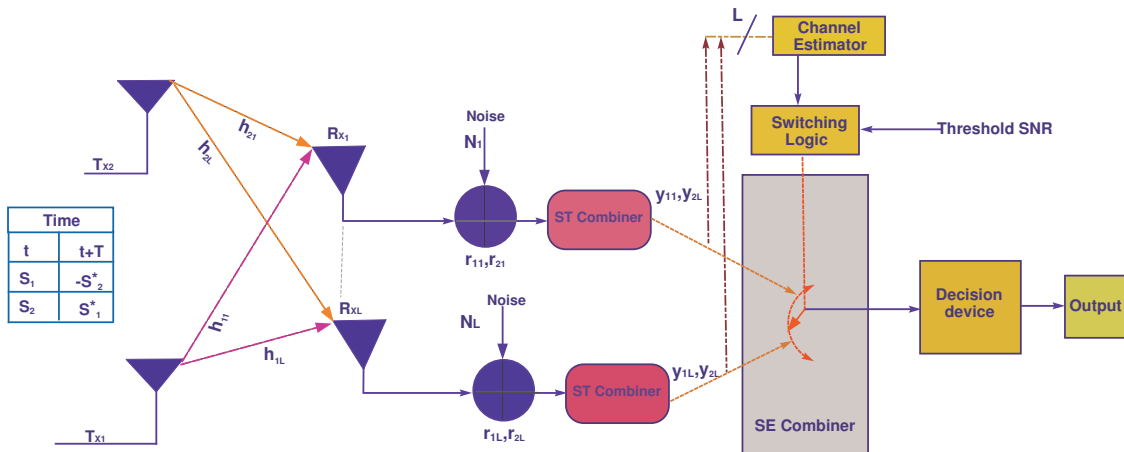 L
Channel
Estimator
Switching
Logic
Threshold SNR
h21
h2L
RX1
Noise
N1
TX2
ST Combiner
y11,y2L
r11,r21
Time
t t+T
S1 -S*2
S2 S*1
h11
h1L
RXL
Noise
NL
ST Combiner
y1L,y2L
r1L,r2L
TX1
Decision
device
Output
SE Combiner